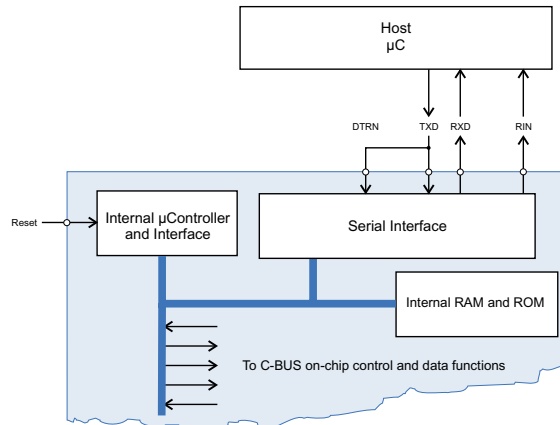 Host
µC
DTRN
TXD
RXD
RIN
Reset
Internal µController
and Interface
Serial Interface
Internal RAM and ROM
To C-BUS on-chip control and data functions